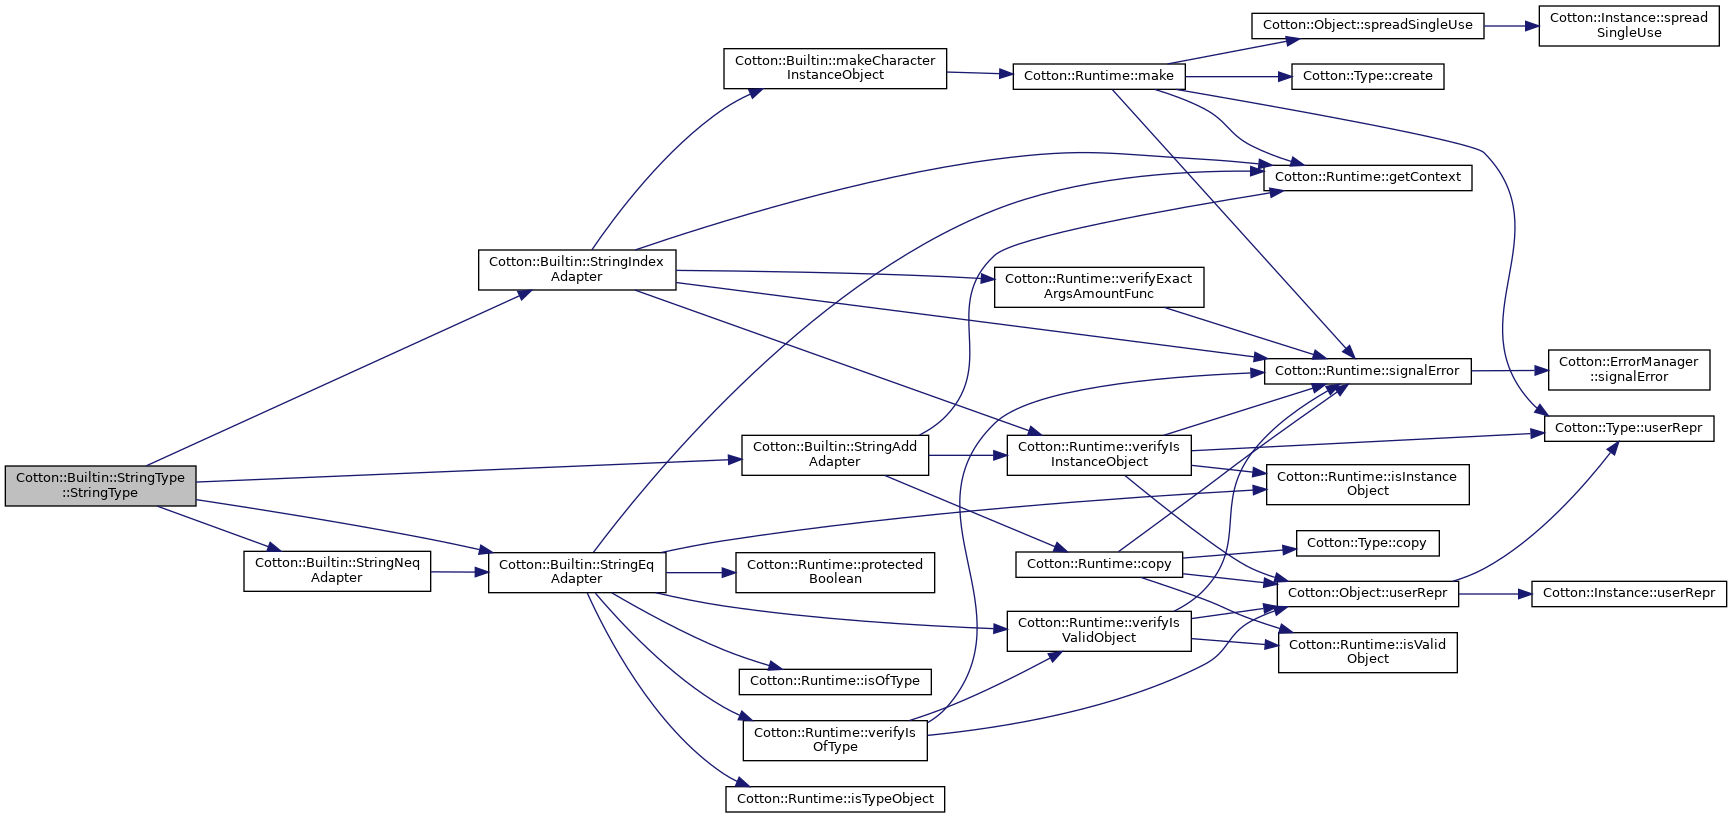 Cotton::Object::spreadSingleUse
Cotton::Instance::spread
SingleUse
Cotton::Builtin::makeCharacter
InstanceObject
Cotton::Runtime::make
Cotton::Type::create
Cotton::Runtime::getContext
Cotton::Builtin::StringIndex
Adapter
Cotton::Runtime::verifyExact
ArgsAmountFunc
Cotton::Runtime::signalError
Cotton::ErrorManager
::signalError
Cotton::Type::userRepr
Cotton::Builtin::StringAdd
Adapter
Cotton::Runtime::verifyIs
InstanceObject
Cotton::Builtin::StringType
::StringType
Cotton::Runtime::isInstance
Object
Cotton::Type::copy
Cotton::Builtin::StringNeq
Adapter
Cotton::Builtin::StringEq
Adapter
Cotton::Runtime::protected
Boolean
Cotton::Runtime::copy
Cotton::Object::userRepr
Cotton::Instance::userRepr
Cotton::Runtime::verifyIs
ValidObject
Cotton::Runtime::isValid
Object
Cotton::Runtime::isOfType
Cotton::Runtime::verifyIs
OfType
Cotton::Runtime::isTypeObject